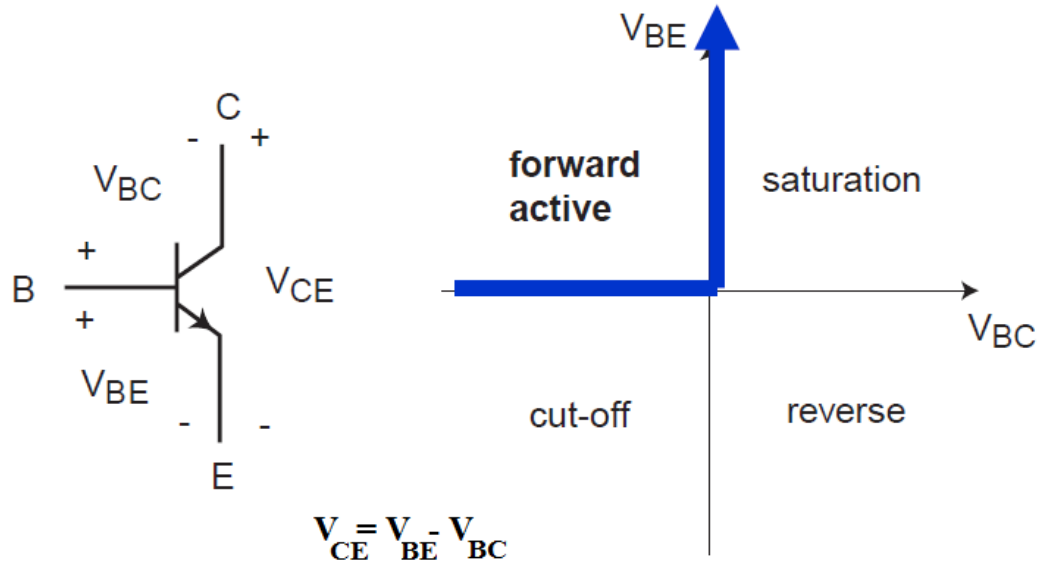 C
- +
VBC
+
B
+
VCE
VBE
- -
E
VCE= VBE- VBC
VBE
forward
active
saturation
VBC
cut-off
reverse